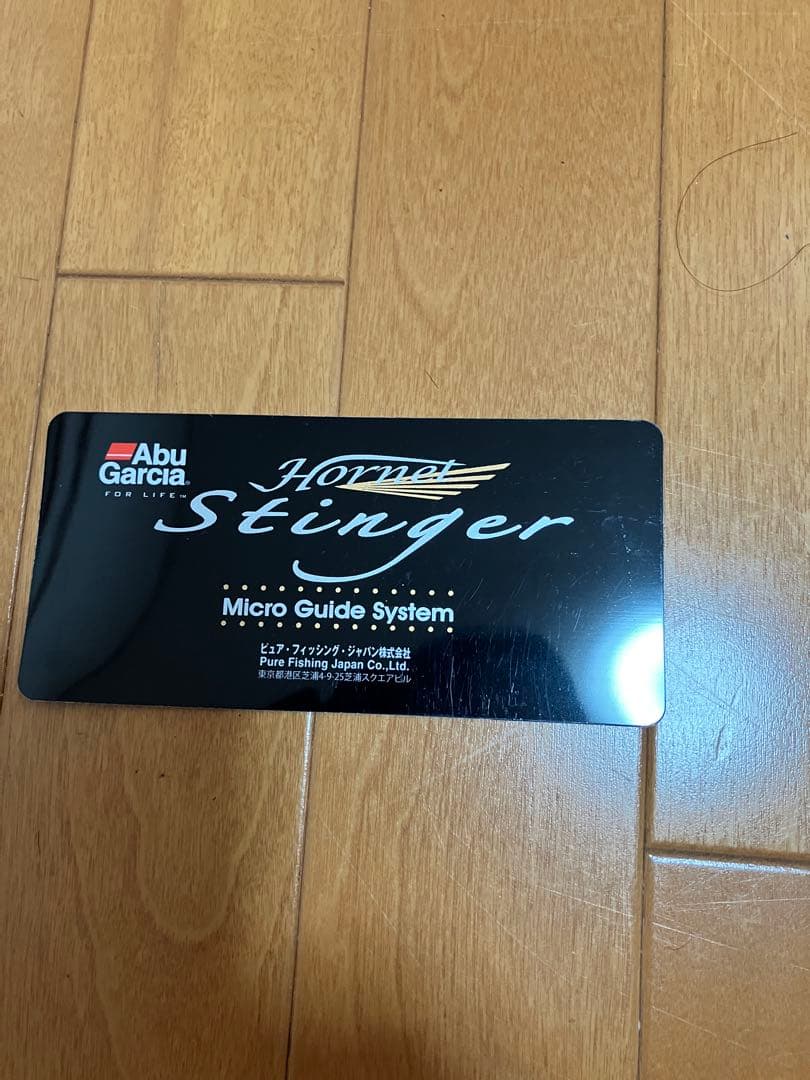 Abu
Garcia®
FOR LIFE™
Hornet
Stinger
Micro Guide System
ピュア・フィッシング・ジャパン株式会社
Pure Fishing Japan Co.,Ltd.
東京都港区芝浦4-9-25芝浦スクエアビル